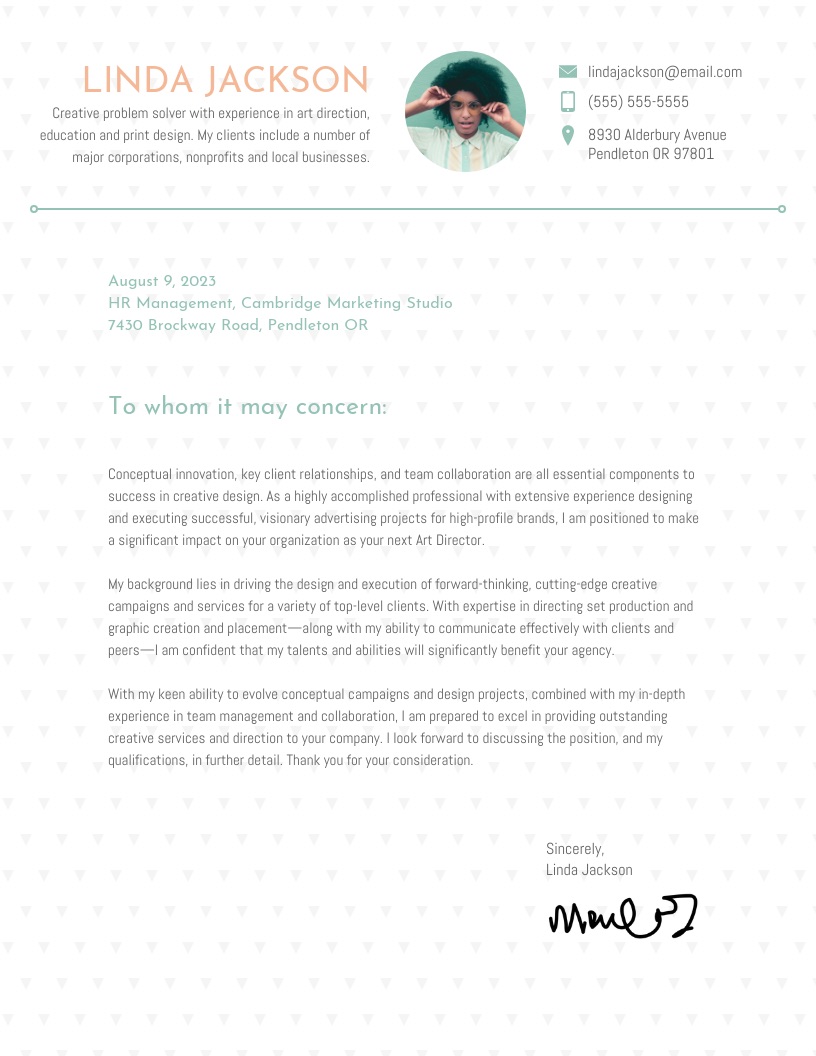 LINDA JACKSON
Creative problem solver with experience in art direction,
education and print design. My clients include a number of
major corporations, nonprofits and local businesses.
lindajackson@email.com
(555) 555-5555
8930 Alderbury Avenue
Pendleton OR 97801
August 9, 2023
HR Management, Cambridge Marketing Studio
7430 Brockway Road, Pendleton OR
To whom it may concern:
Conceptual innovation, key client relationships, and team collaboration are all essential components to
success in creative design. As a highly accomplished professional with extensive experience designing
and executing successful, visionary advertising projects for high-profile brands, I am positioned to make
a significant impact on your organization as your next Art Director.
My background lies in driving the design and execution of forward-thinking, cutting-edge creative
campaigns and services for a variety of top-level clients. With expertise in directing set production and
graphic creation and placement—along with my ability to communicate effectively with clients and
peers—I am confident that my talents and abilities will significantly benefit your agency.
With my keen ability to evolve conceptual campaigns and design projects, combined with my in-depth
experience in team management and collaboration, I am prepared to excel in providing outstanding
creative services and direction to your company. I look forward to discussing the position, and my
qualifications, in further detail. Thank you for your consideration.
Sincerely,
Linda Jackson